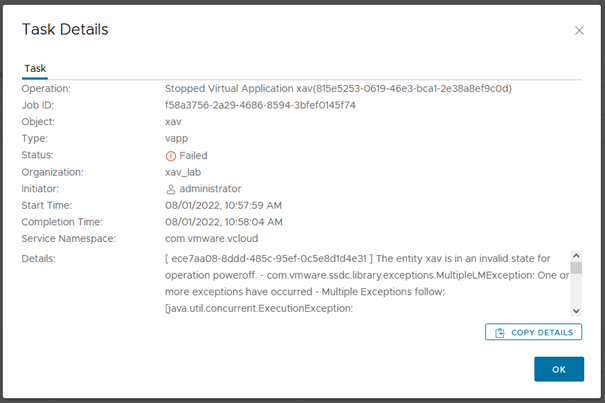 Task Details
Task
Operation: Stopped Virtual Application xav(815e5253-0619-46e3-bca1-2e38a8ef9c0d)
Job ID: f58a3756-2a29-4686-8594-3bfef0145f74
Object: xav
Type: vapp
Status: Failed
Organization: xav_lab
Initiator: administrator
Start Time: 08/01/2022, 10:57:59 AM
Completion Time: 08/01/2022, 10:58:04 AM
Service Namespace: com.vmware.vcloud
Details: [ ece7aa08-8ddd-485c-95ef-0c5e8d1d4e31 ] The entity xav is in an invalid state for
operation poweroff. - com.vmware.ssdc.library.exceptions.MultipleLMException: One or
more exceptions have occurred - Multiple Exceptions follow:
[java.util.concurrent.ExecutionException:
COPY DETAILS
OK